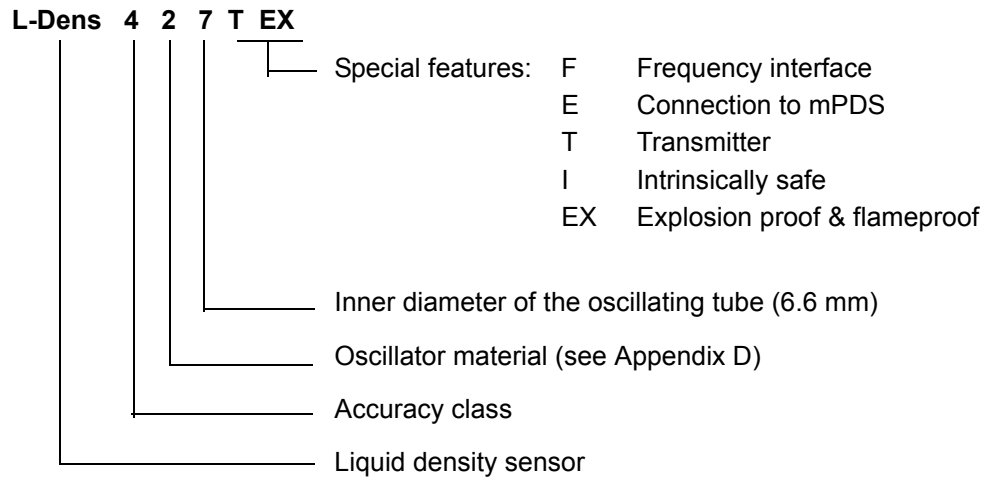 L-Dens 4 2 7 T EX
Special features: F Frequency interface
E Connection to mPDS
T Transmitter
I Intrinsically safe
EX Explosion proof & flameproof
Inner diameter of the oscillating tube (6.6 mm)
Oscillator material (see Appendix D)
Accuracy class
Liquid density sensor